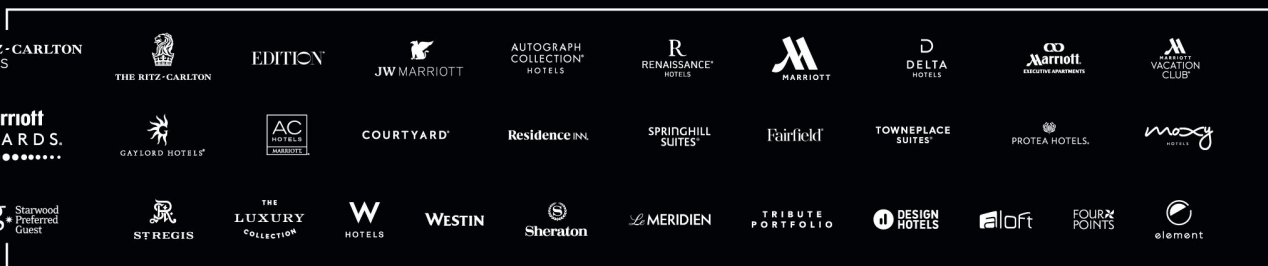 Z-CARLTON
S
THE RITZ-CARLTON
EDITION
JW MARRIOTT
AUTOGRAPH
COLLECTION®
HOTELS
R
RENAISSANCE®
HOTELS
MARRIOTT
D
DELTA
HOTELS
Marriott.
EXECUTIVE APARTMENTS
MARRIOTT
VACATION
CLUB®
rriott
ARDS.
GAYLORD HOTELS®
AC
HOTELS
MARRIOTT
COURTYARD®
Residence INN.
SPRINGHILL
SUITES®
Fairfield®
TOWNEPLACE
SUITES®
PROTEA HOTELS.
moxy
HOTELS
g
Starwood
Preferred
Guest
ST REGIS
THE
LUXURY
COLLECTION
W
HOTELS
WESTIN
S
Sheraton
Le MERIDIEN
TRIBUTE
PORTFOLIO
DESIGN
HOTELS
aloft
FOUR
POINTS
element